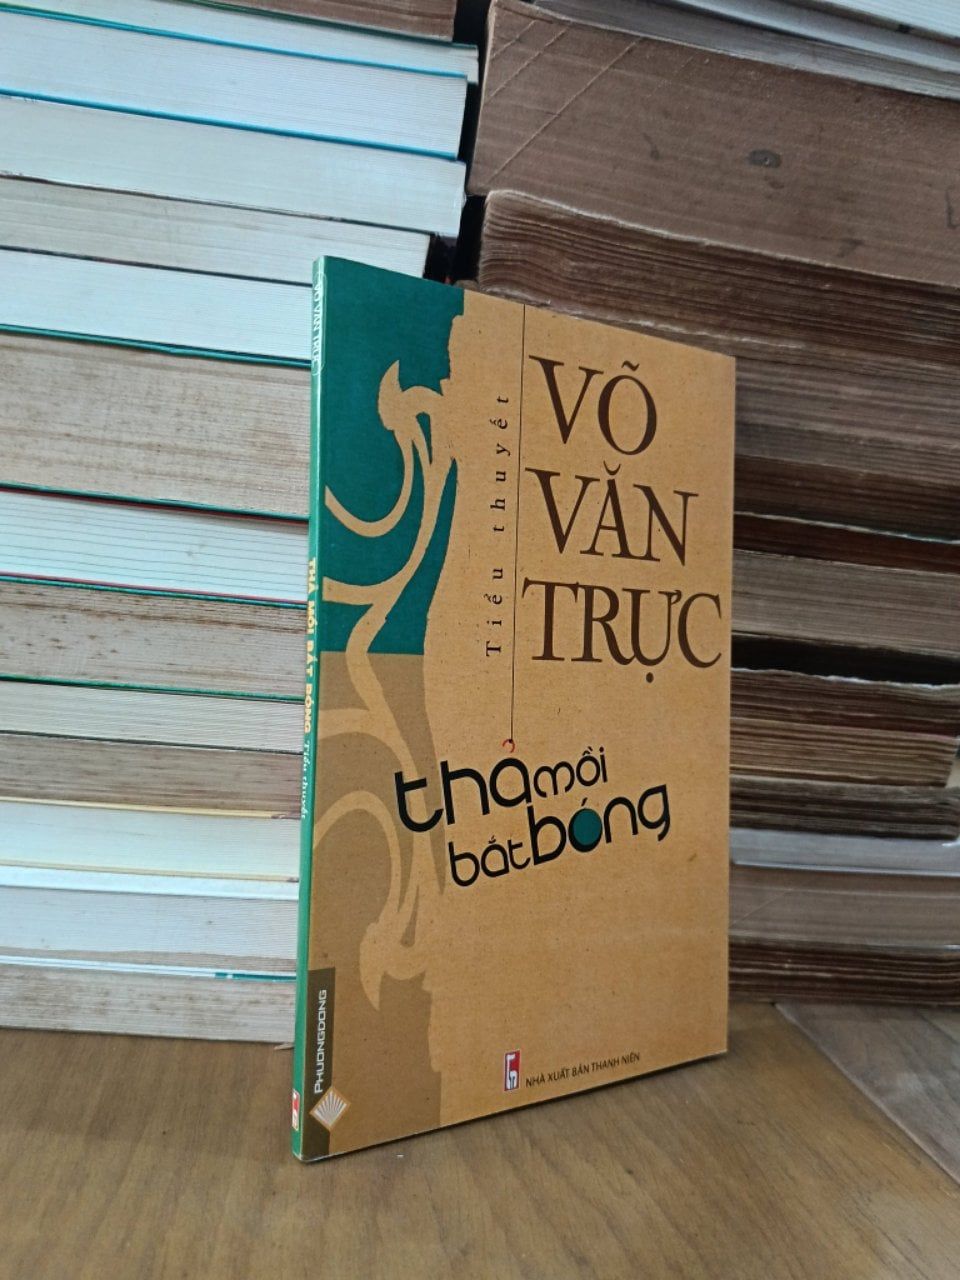 VÕ
VĂN
TRỰC
Tiểu thuyết
thả mồi
bắt bóng
NHÀ XUẤT BẢN THANH NIÊN
PHUONGDONG
VÕ VĂN TRỰC
THẢ MỒI BẮT BÓNG Tiểu thuyết